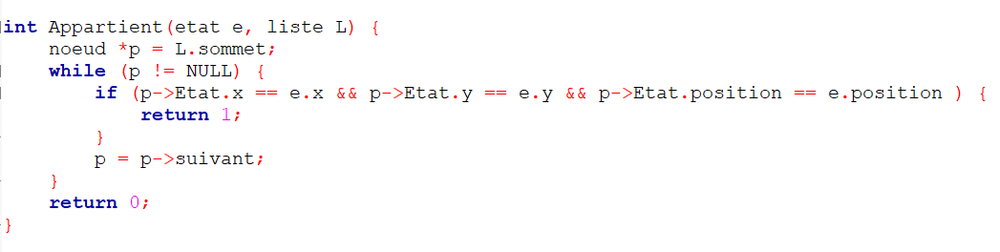 int Appartient(etat e, liste L) {
    noeud *p = L.sommet;
    while (p != NULL) {
        if (p->Etat.x == e.x && p->Etat.y == e.y && p->Etat.position == e.position ) {
            return 1;
        }
        p = p->suivant;
    }
    return 0;
}